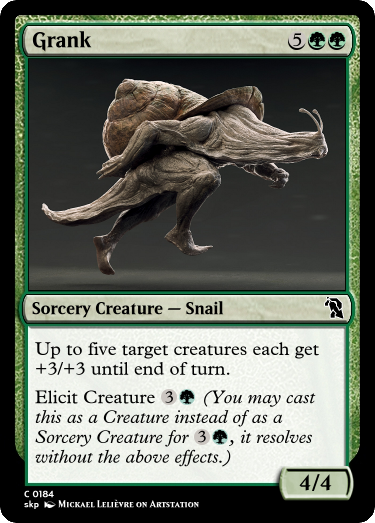 Grank 5
Sorcery Creature — Snail
Up to five target creatures each get
+3/+3 until end of turn.
Elicit Creature 3 (You may cast
this as a Creature instead of as a
Sorcery Creature for 3, it resolves
without the above effects.)
4/4
C 0184
skp Mickael Lelièvre on Artstation